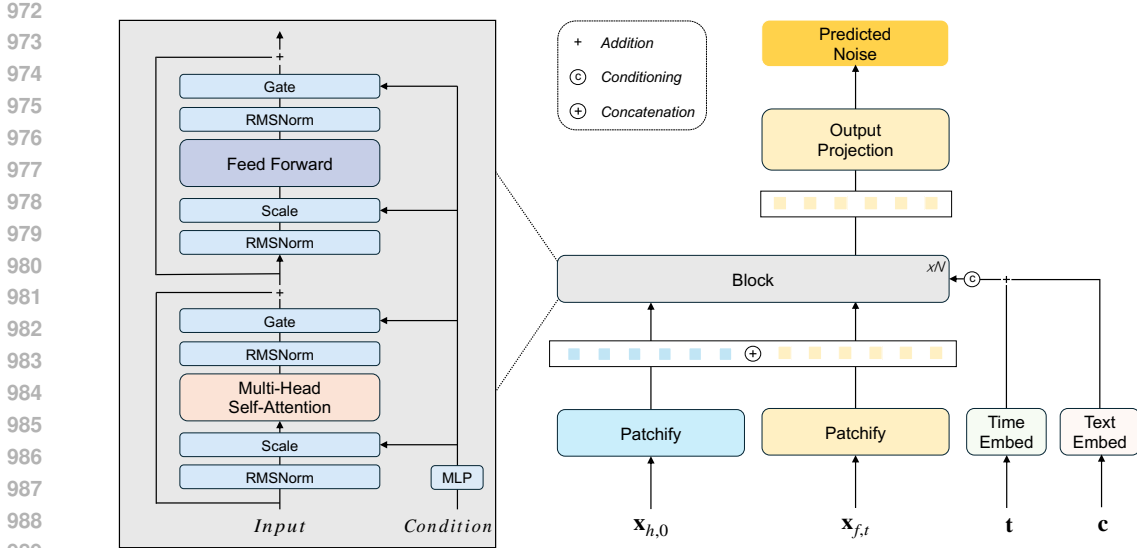 972
973
974
975
976
977
978
979
980
981
982
983
984
985
986
987
988
+
Gate
RMSNorm
Feed Forward
Scale
RMSNorm
+
Gate
RMSNorm
Multi-Head
Self-Attention
Scale
RMSNorm
MLP
Input
Condition
+ Addition
c Conditioning
+ Concatenation
Predicted
Noise
Output
Projection
Block
xN
c
+
+
Patchify
Patchify
Time
Embed
Text
Embed
x_{h,0}
x_{f,t}
t
c